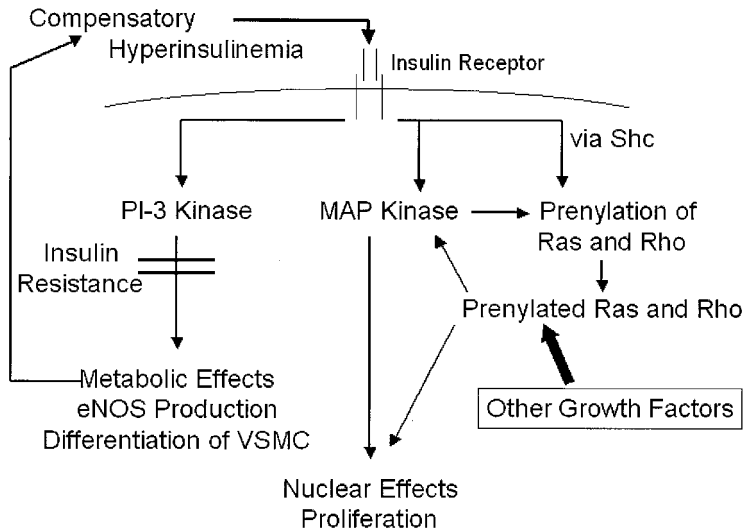 Compensatory
Hyperinsulinemia
Insulin Receptor
via Shc
PI-3 Kinase
MAP Kinase
Prenylation of
Ras and Rho
Insulin
Resistance
Prenylated Ras and Rho
Metabolic Effects
eNOS Production
Differentiation of VSMC
Other Growth Factors
Nuclear Effects
Proliferation